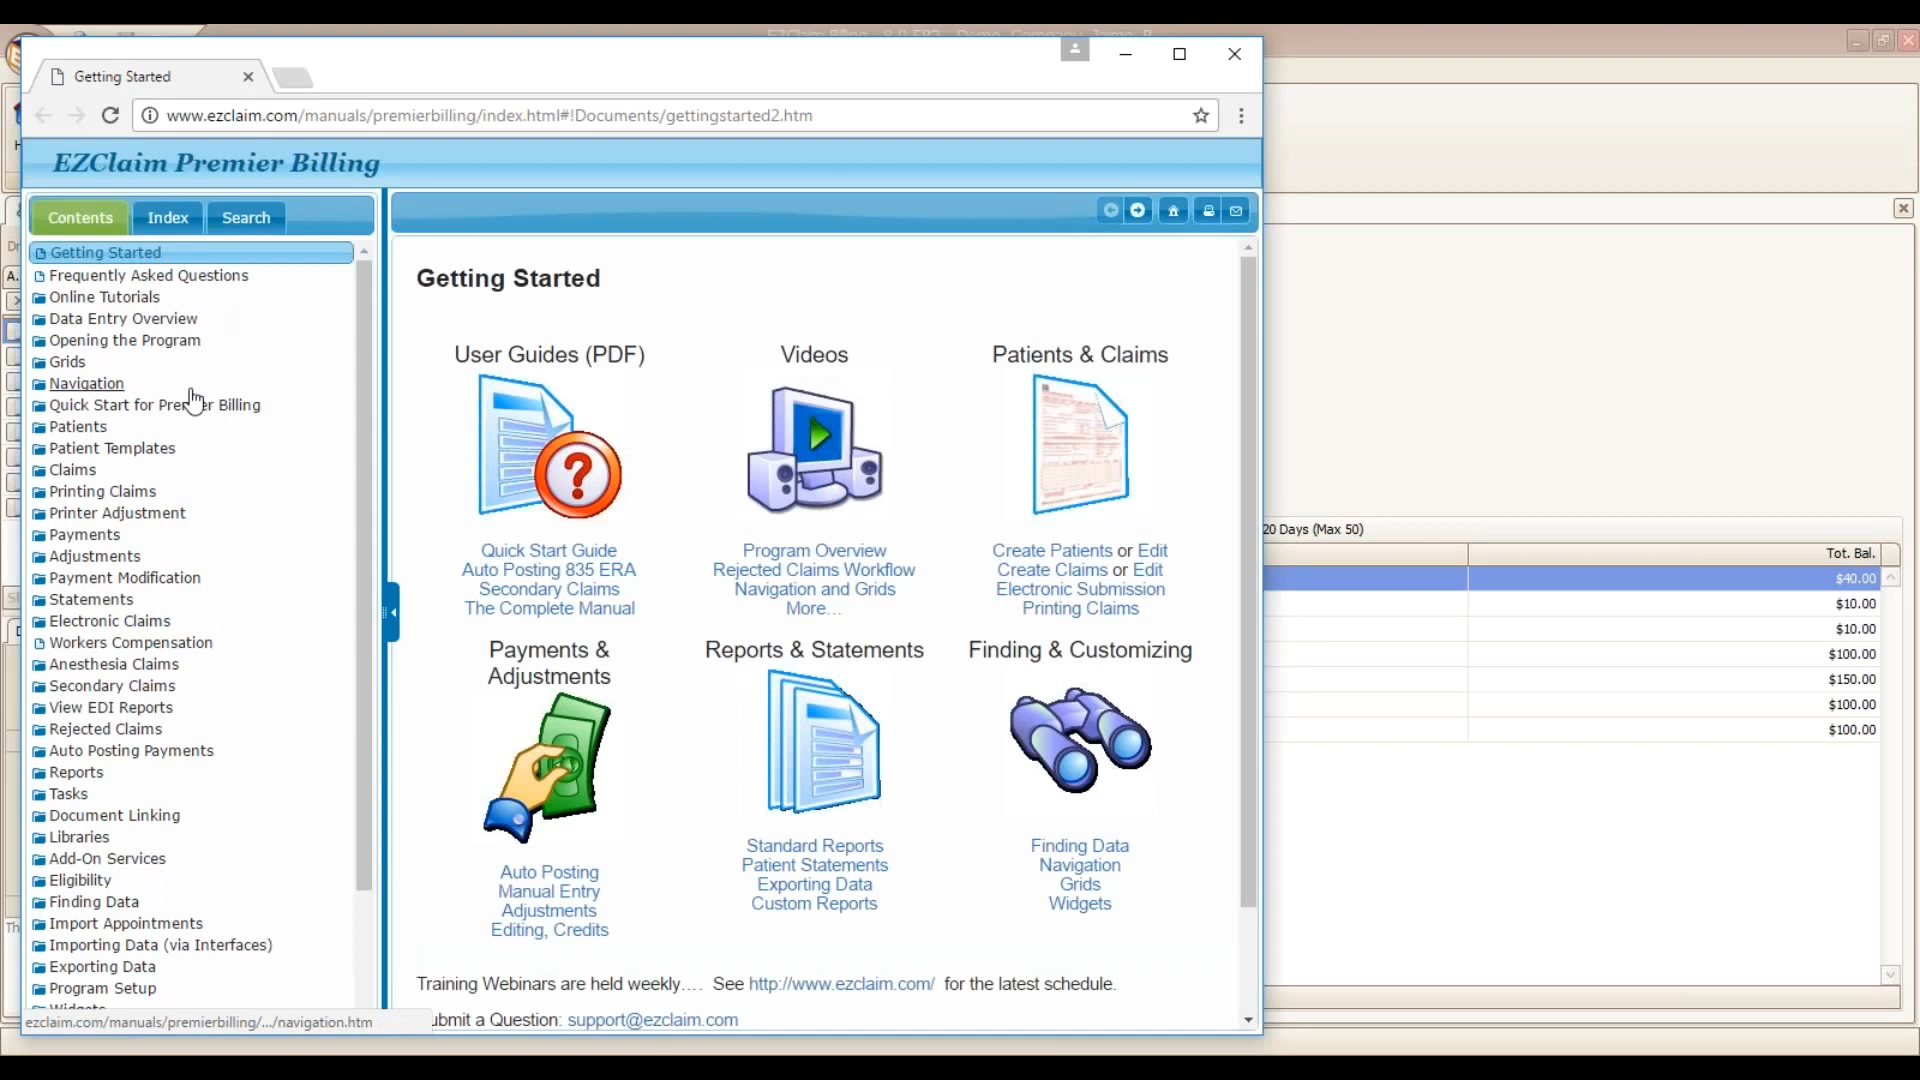 Getting Started
www.ezclaim.com/manuals/premierbilling/index.html#!Documents/gettingstarted2.htm
EZClaim Premier Billing
Contents
Index
Search
Getting Started
Frequently Asked Questions
Online Tutorials
Data Entry Overview
Opening the Program
Grids
Navigation
Quick Start for Premier Billing
Patients
Patient Templates
Claims
Printing Claims
Printer Adjustment
Payments
Adjustments
Payment Modification
Statements
Electronic Claims
Workers Compensation
Anesthesia Claims
Secondary Claims
View EDI Reports
Rejected Claims
Auto Posting Payments
Reports
Tasks
Document Linking
Libraries
Add-On Services
Eligibility
Finding Data
Import Appointments
Importing Data (via Interfaces)
Exporting Data
Program Setup
Widgets
ezclaim.com/manuals/premierbilling/.../navigation.htm
Getting Started
User Guides (PDF)
Quick Start Guide
Auto Posting 835 ERA
Secondary Claims
The Complete Manual
Videos
Program Overview
Rejected Claims Workflow
Navigation and Grids
More...
Patients & Claims
Create Patients or Edit
Create Claims or Edit
Electronic Submission
Printing Claims
Payments &
Adjustments
Auto Posting
Manual Entry
Adjustments
Editing, Credits
Reports & Statements
Standard Reports
Patient Statements
Exporting Data
Custom Reports
Finding & Customizing
Finding Data
Navigation
Grids
Widgets
Training Webinars are held weekly.... See http://www.ezclaim.com/ for the latest schedule.
ubmit a Question: support@ezclaim.com
20 Days (Max 50)
Tot. Bal.
$40.00
$10.00
$10.00
$100.00
$150.00
$100.00
$100.00